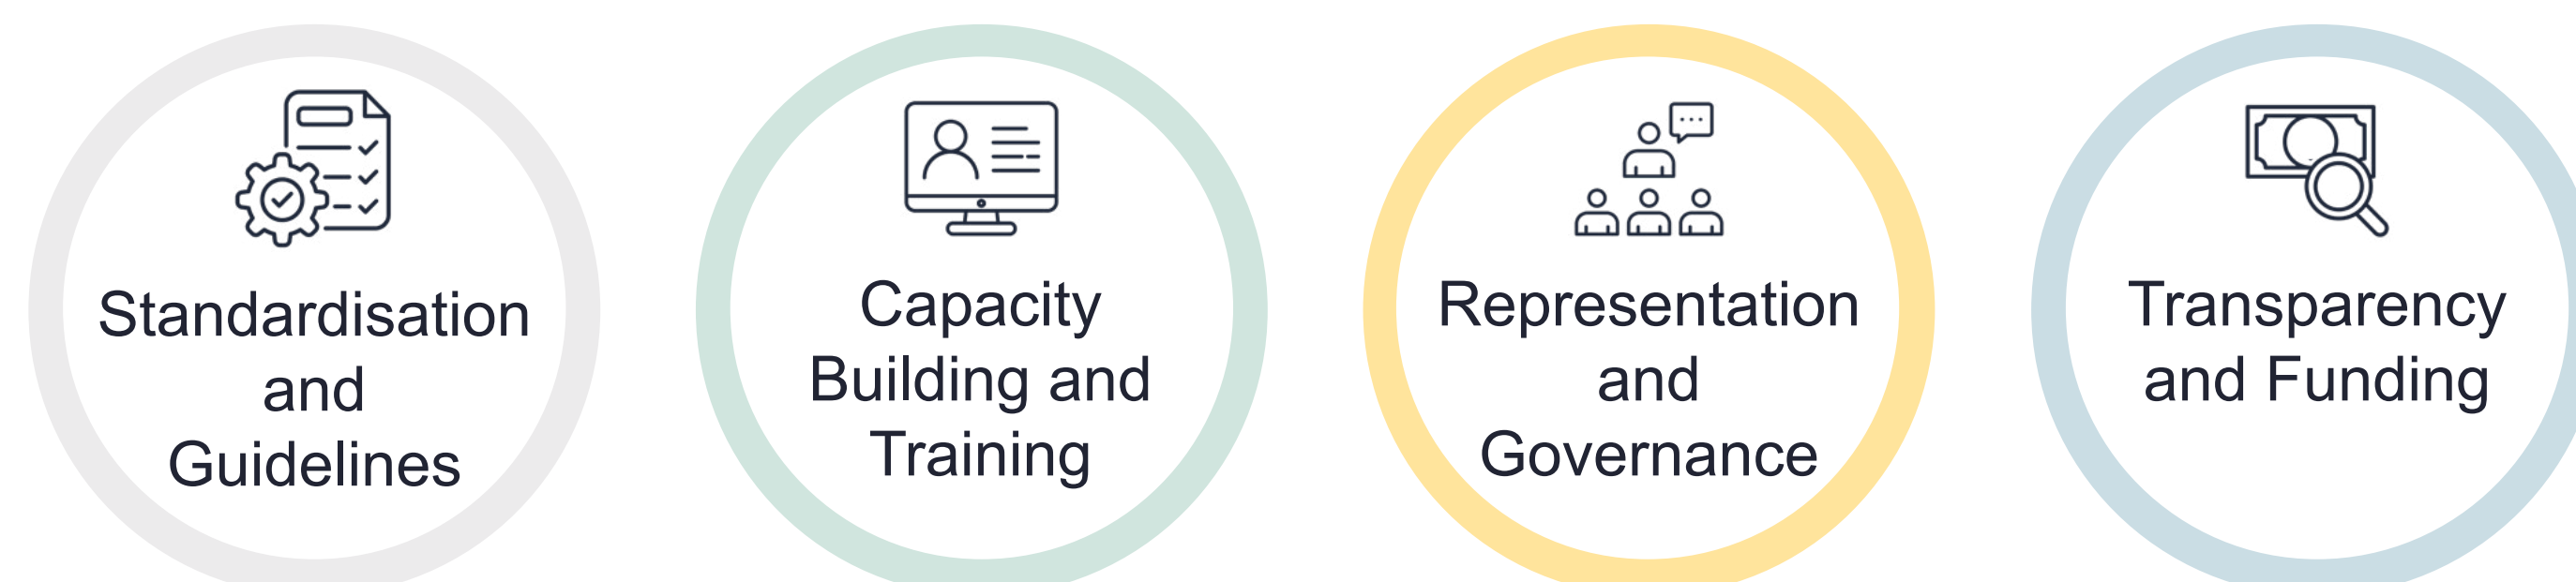 Standardisation
and
Guidelines
Capacity
Building and
Training
Representation
and
Governance
Transparency
and Funding